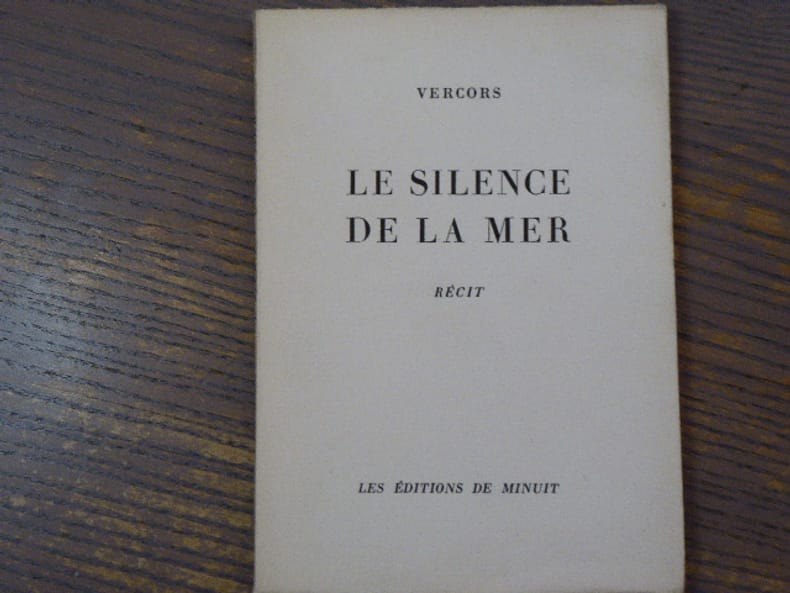 VERCORS
LE SILENCE
DE LA MER
RÉCIT
LES ÉDITIONS DE MINUIT